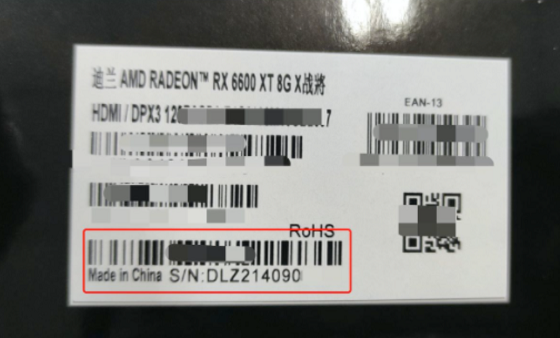 迪兰 AMD RADEON™ RX 6600 XT 8G X战將
HDMI / DPX3
EAN-13
RoHS
Made in China S/N:DLZ214090